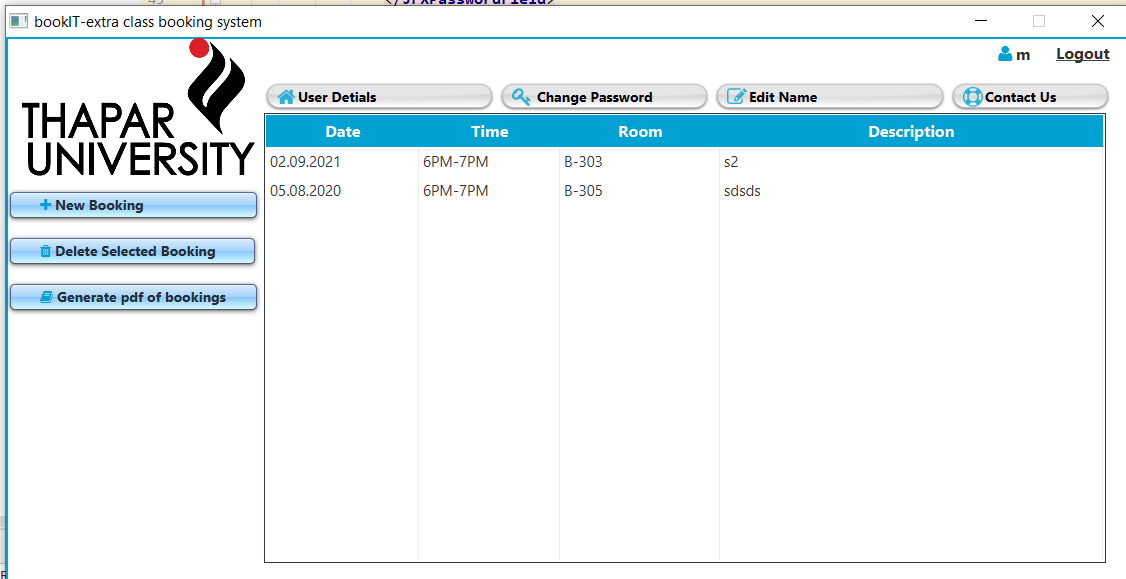 </JFXPasswordField>
bookIT-extra class booking system
m Logout
THAPAR
UNIVERSITY
User Detials Change Password Edit Name Contact Us
Date Time Room Description
02.09.2021 6PM-7PM B-303 s2
05.08.2020 6PM-7PM B-305 sdsds
New Booking
Delete Selected Booking
Generate pdf of bookings